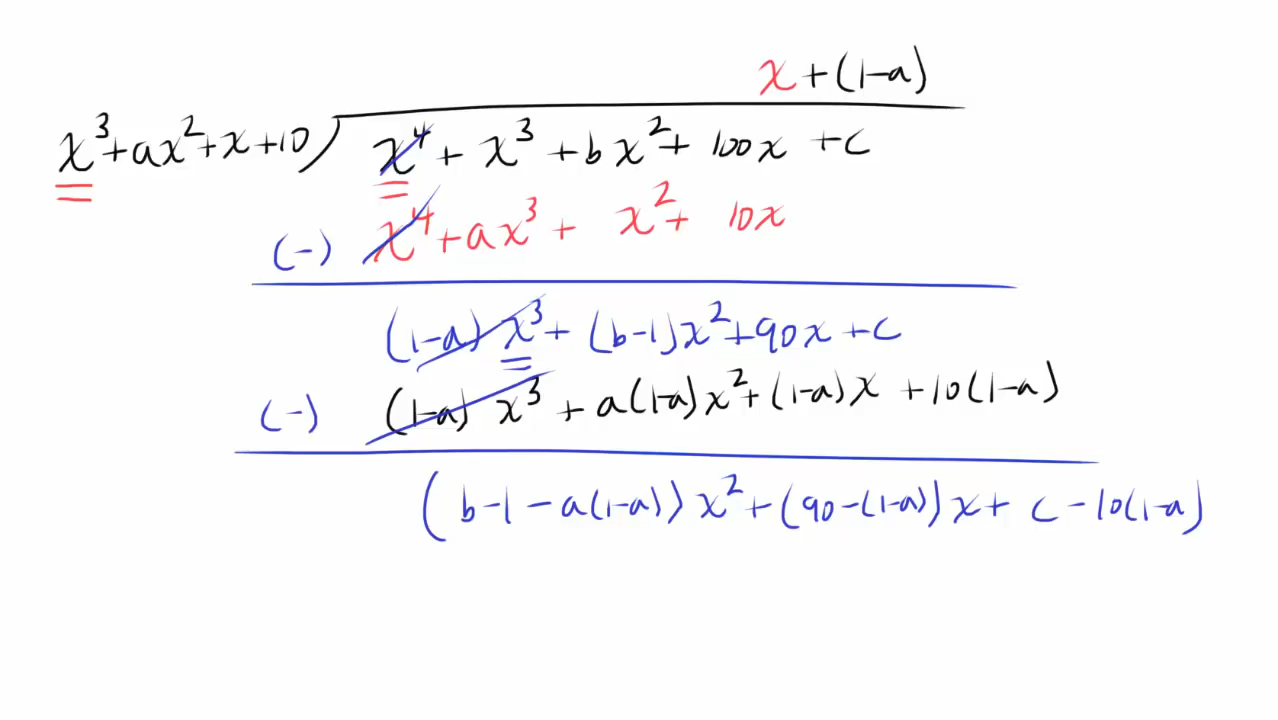 x + (1-a)
x³+ax²+x+10 ) x⁴ + x³ + bx² + 100x + c
(-) x⁴ + ax³ + x² + 10x
(1-a)x³ + (b-1)x² + 90x + c
(-) (1-a)x³ + a(1-a)x² + (1-a)x + 10(1-a)
(b-1-a(1-a))x² + (90-(1-a))x + c-10(1-a)